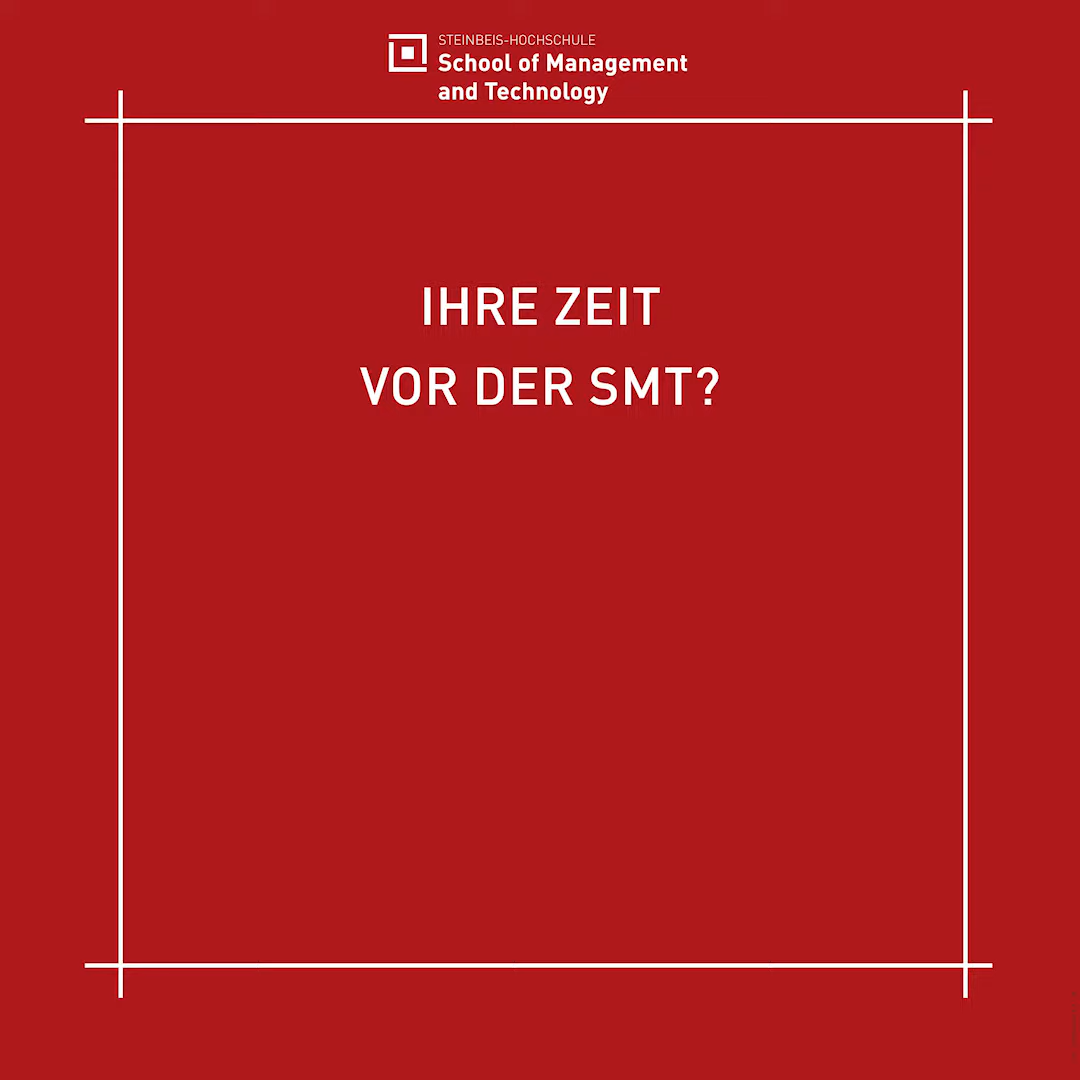 STEINBEIS-HOCHSCHULE
School of Management
and Technology
IHRE ZEIT
VOR DER SMT?